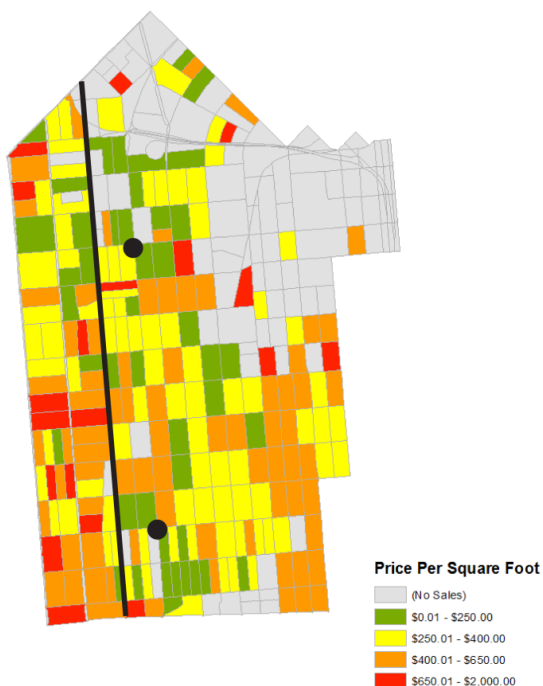 Price Per Square Foot
(No Sales)
$0.01 - $250.00
$250.01 - $400.00
$400.01 - $650.00
$650.01 - $2,000.00